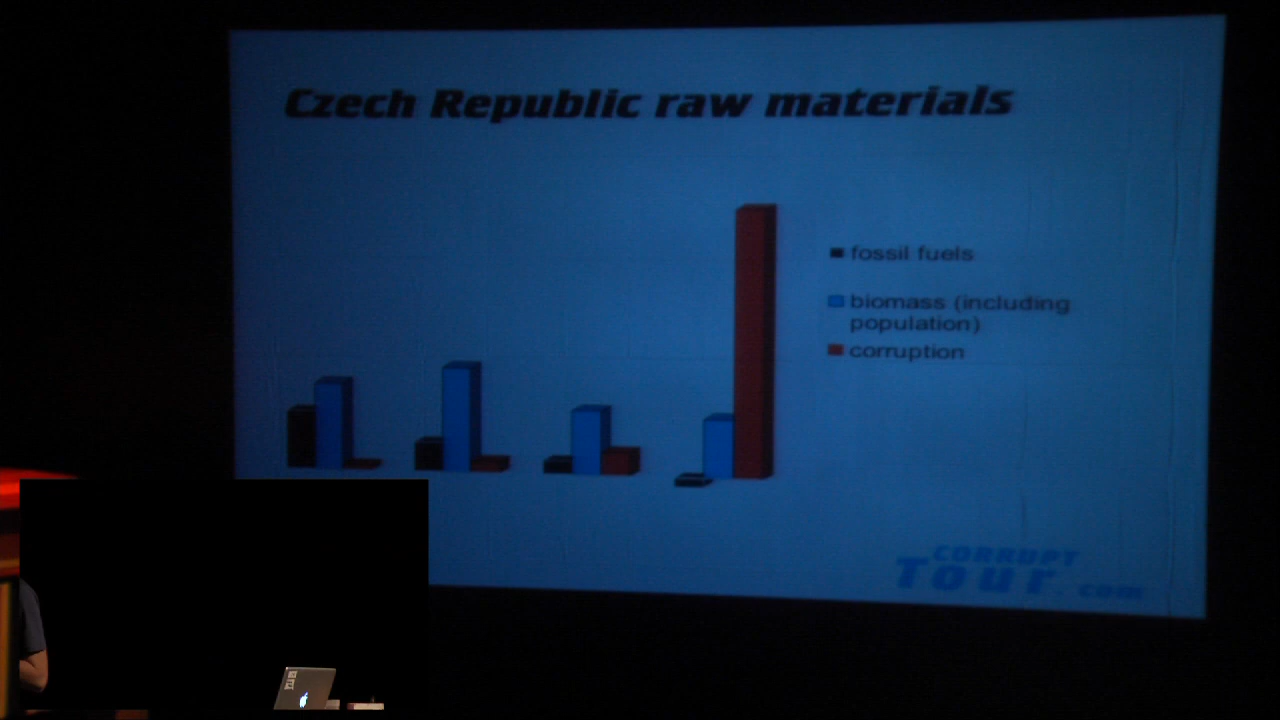 Czech Republic raw materials
fossil fuels
biomass (including
population)
corruption
CORRUPT
Tour.com